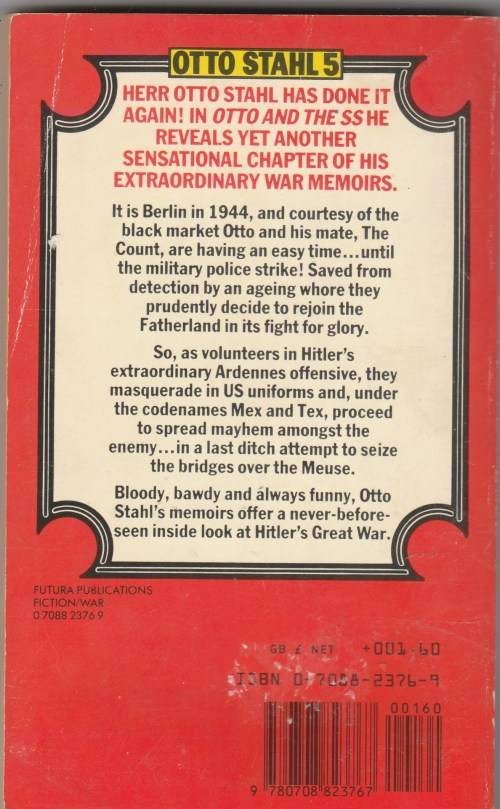 OTTO STAHL 5
HERR OTTO STAHL HAS DONE IT
AGAIN! IN OTTO AND THE SS HE
REVEALS YET ANOTHER
SENSATIONAL CHAPTER OF HIS
EXTRAORDINARY WAR MEMOIRS.
It is Berlin in 1944, and courtesy of the
black market Otto and his mate, The
Count, are having an easy time...until
the military police strike! Saved from
detection by an ageing whore they
prudently decide to rejoin the
Fatherland in its fight for glory.
So, as volunteers in Hitler's
extraordinary Ardennes offensive, they
masquerade in US uniforms and, under
the codenames Mex and Tex, proceed
to spread mayhem amongst the
enemy...in a last ditch attempt to seize
the bridges over the Meuse.
Bloody, bawdy and always funny, Otto
Stahl's memoirs offer a never-before-
seen inside look at Hitler's Great War.
FUTURA PUBLICATIONS
FICTION/WAR
0 7088 2376 9
GB £ NET +001.60
ISBN 0-7088-2376-9
00160
9 780708 823767